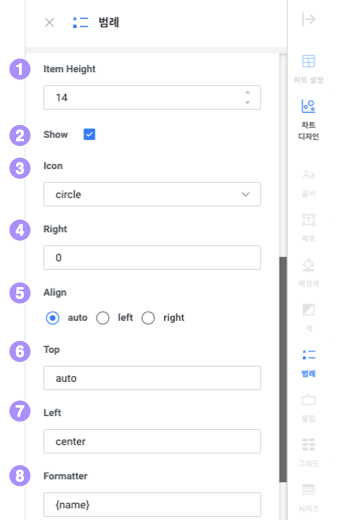 범례
1 Item Height
14
2 Show
3 Icon
circle
4 Right
0
5 Align
auto left right
6 Top
auto
7 Left
center
8 Formatter
{name}
차트 설정
차트
디자인
Aa
글씨
제목
배경색
색
범례
툴팁
그리드
시리즈